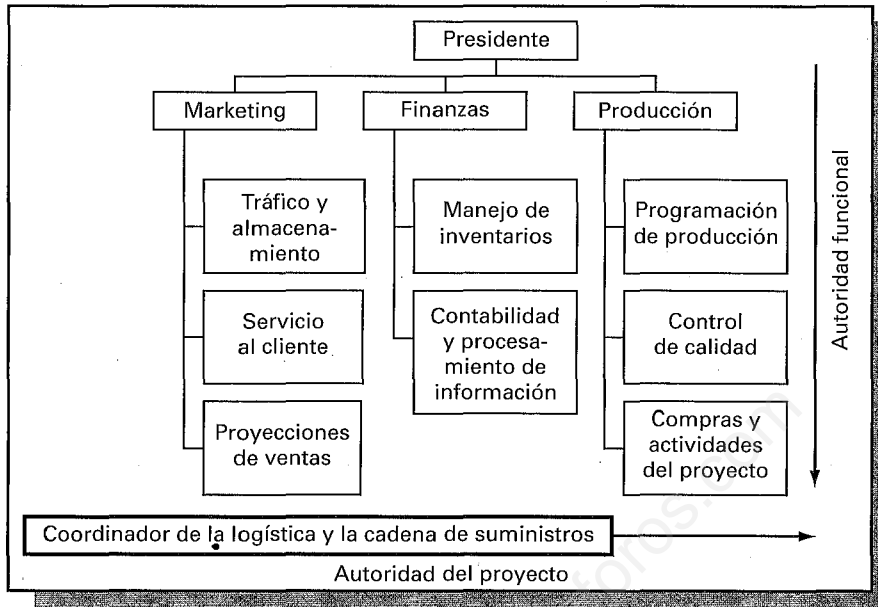 Presidente
Marketing
Finanzas
Producción
Tráfico y
almacena-
miento
Servicio
al cliente
Proyecciones
de ventas
Manejo de
inventarios
Contabilidad
y procesa-
miento de
información
Programación
de producción
Control
de calidad
Compras y
actividades
del proyecto
Autoridad funcional
Coordinador de la logística y la cadena de suministros
Autoridad del proyecto
foros.com